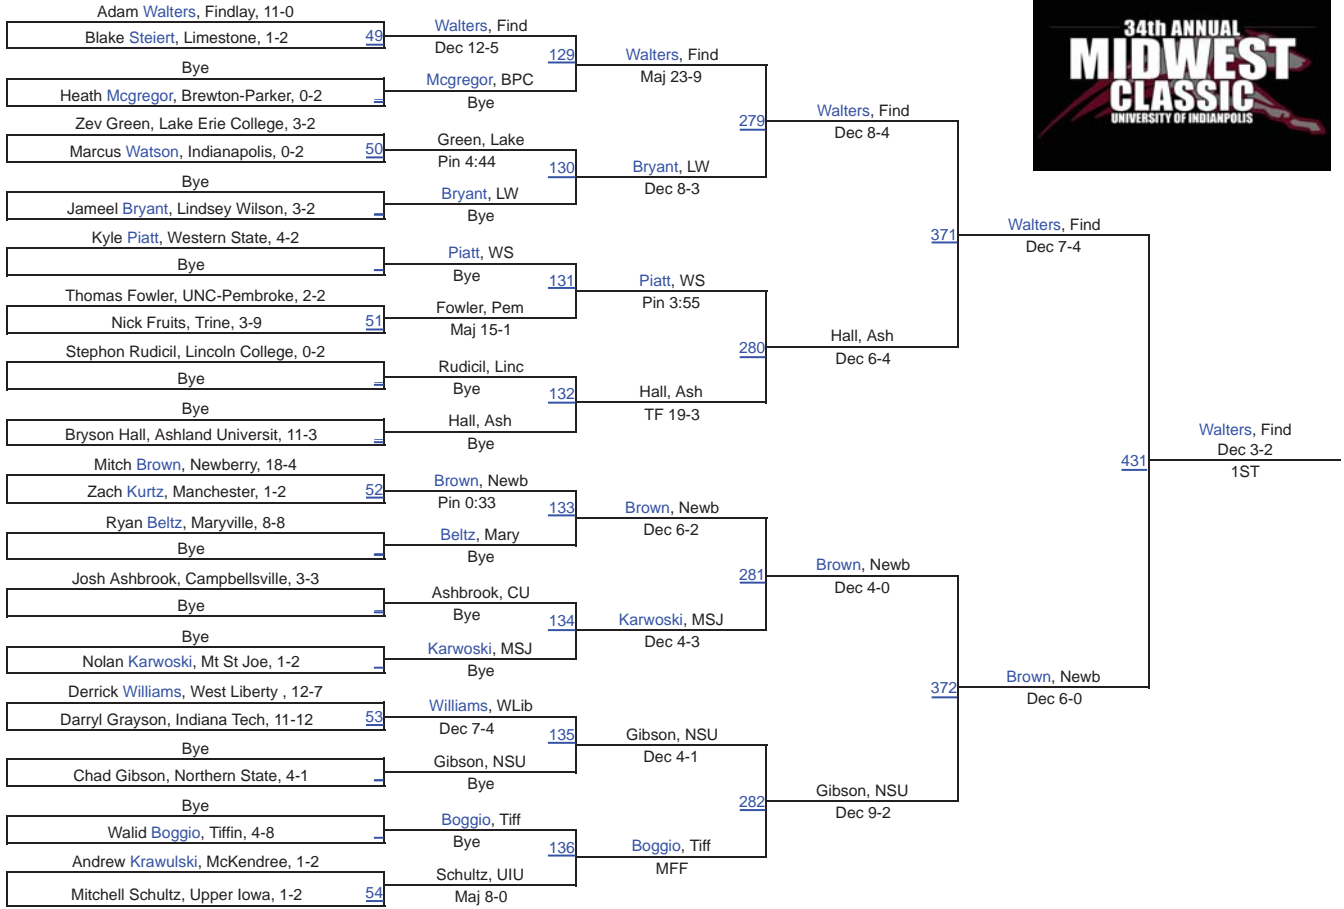 Adam Walters, Findlay, 11-0
Blake Steiert, Limestone, 1-2
49
Bye
Heath Mcgregor, Brewton-Parker, 0-2
Zev Green, Lake Erie College, 3-2
Marcus Watson, Indianapolis, 0-2
50
Bye
Jameel Bryant, Lindsey Wilson, 3-2
Kyle Piatt, Western State, 4-2
Bye
Thomas Fowler, UNC-Pembroke, 2-2
Nick Fruits, Trine, 3-9
51
Stephon Rudicil, Lincoln College, 0-2
Bye
Bye
Bryson Hall, Ashland Universit, 11-3
Mitch Brown, Newberry, 18-4
Zach Kurtz, Manchester, 1-2
52
Ryan Beltz, Maryville, 8-8
Bye
Josh Ashbrook, Campbellsville, 3-3
Bye
Bye
Nolan Karwoski, Mt St Joe, 1-2
Derrick Williams, West Liberty , 12-7
Darryl Grayson, Indiana Tech, 11-12
53
Bye
Chad Gibson, Northern State, 4-1
Bye
Walid Boggio, Tiffin, 4-8
Andrew Krawulski, McKendree, 1-2
Mitchell Schultz, Upper Iowa, 1-2
54
Walters, Find
Dec 12-5
129
Mcgregor, BPC
Bye
Green, Lake
Pin 4:44
130
Bryant, LW
Bye
Piatt, WS
Bye
131
Fowler, Pem
Maj 15-1
Rudicil, Linc
Bye
132
Hall, Ash
Bye
Brown, Newb
Pin 0:33
133
Beltz, Mary
Bye
Ashbrook, CU
Bye
134
Karwoski, MSJ
Bye
Williams, WLib
Dec 7-4
135
Gibson, NSU
Bye
Boggio, Tiff
Bye
136
Schultz, UIU
Maj 8-0
Walters, Find
Maj 23-9
279
Bryant, LW
Dec 8-3
Piatt, WS
Pin 3:55
280
Hall, Ash
TF 19-3
Brown, Newb
Dec 6-2
281
Karwoski, MSJ
Dec 4-3
Gibson, NSU
Dec 4-1
282
Boggio, Tiff
MFF
Walters, Find
Dec 8-4
371
Hall, Ash
Dec 6-4
Brown, Newb
Dec 4-0
372
Gibson, NSU
Dec 9-2
Walters, Find
Dec 7-4
431
Brown, Newb
Dec 6-0
Walters, Find
Dec 3-2
1ST
34th ANNUAL
MIDWEST
CLASSIC
UNIVERSITY OF INDIANPOLIS